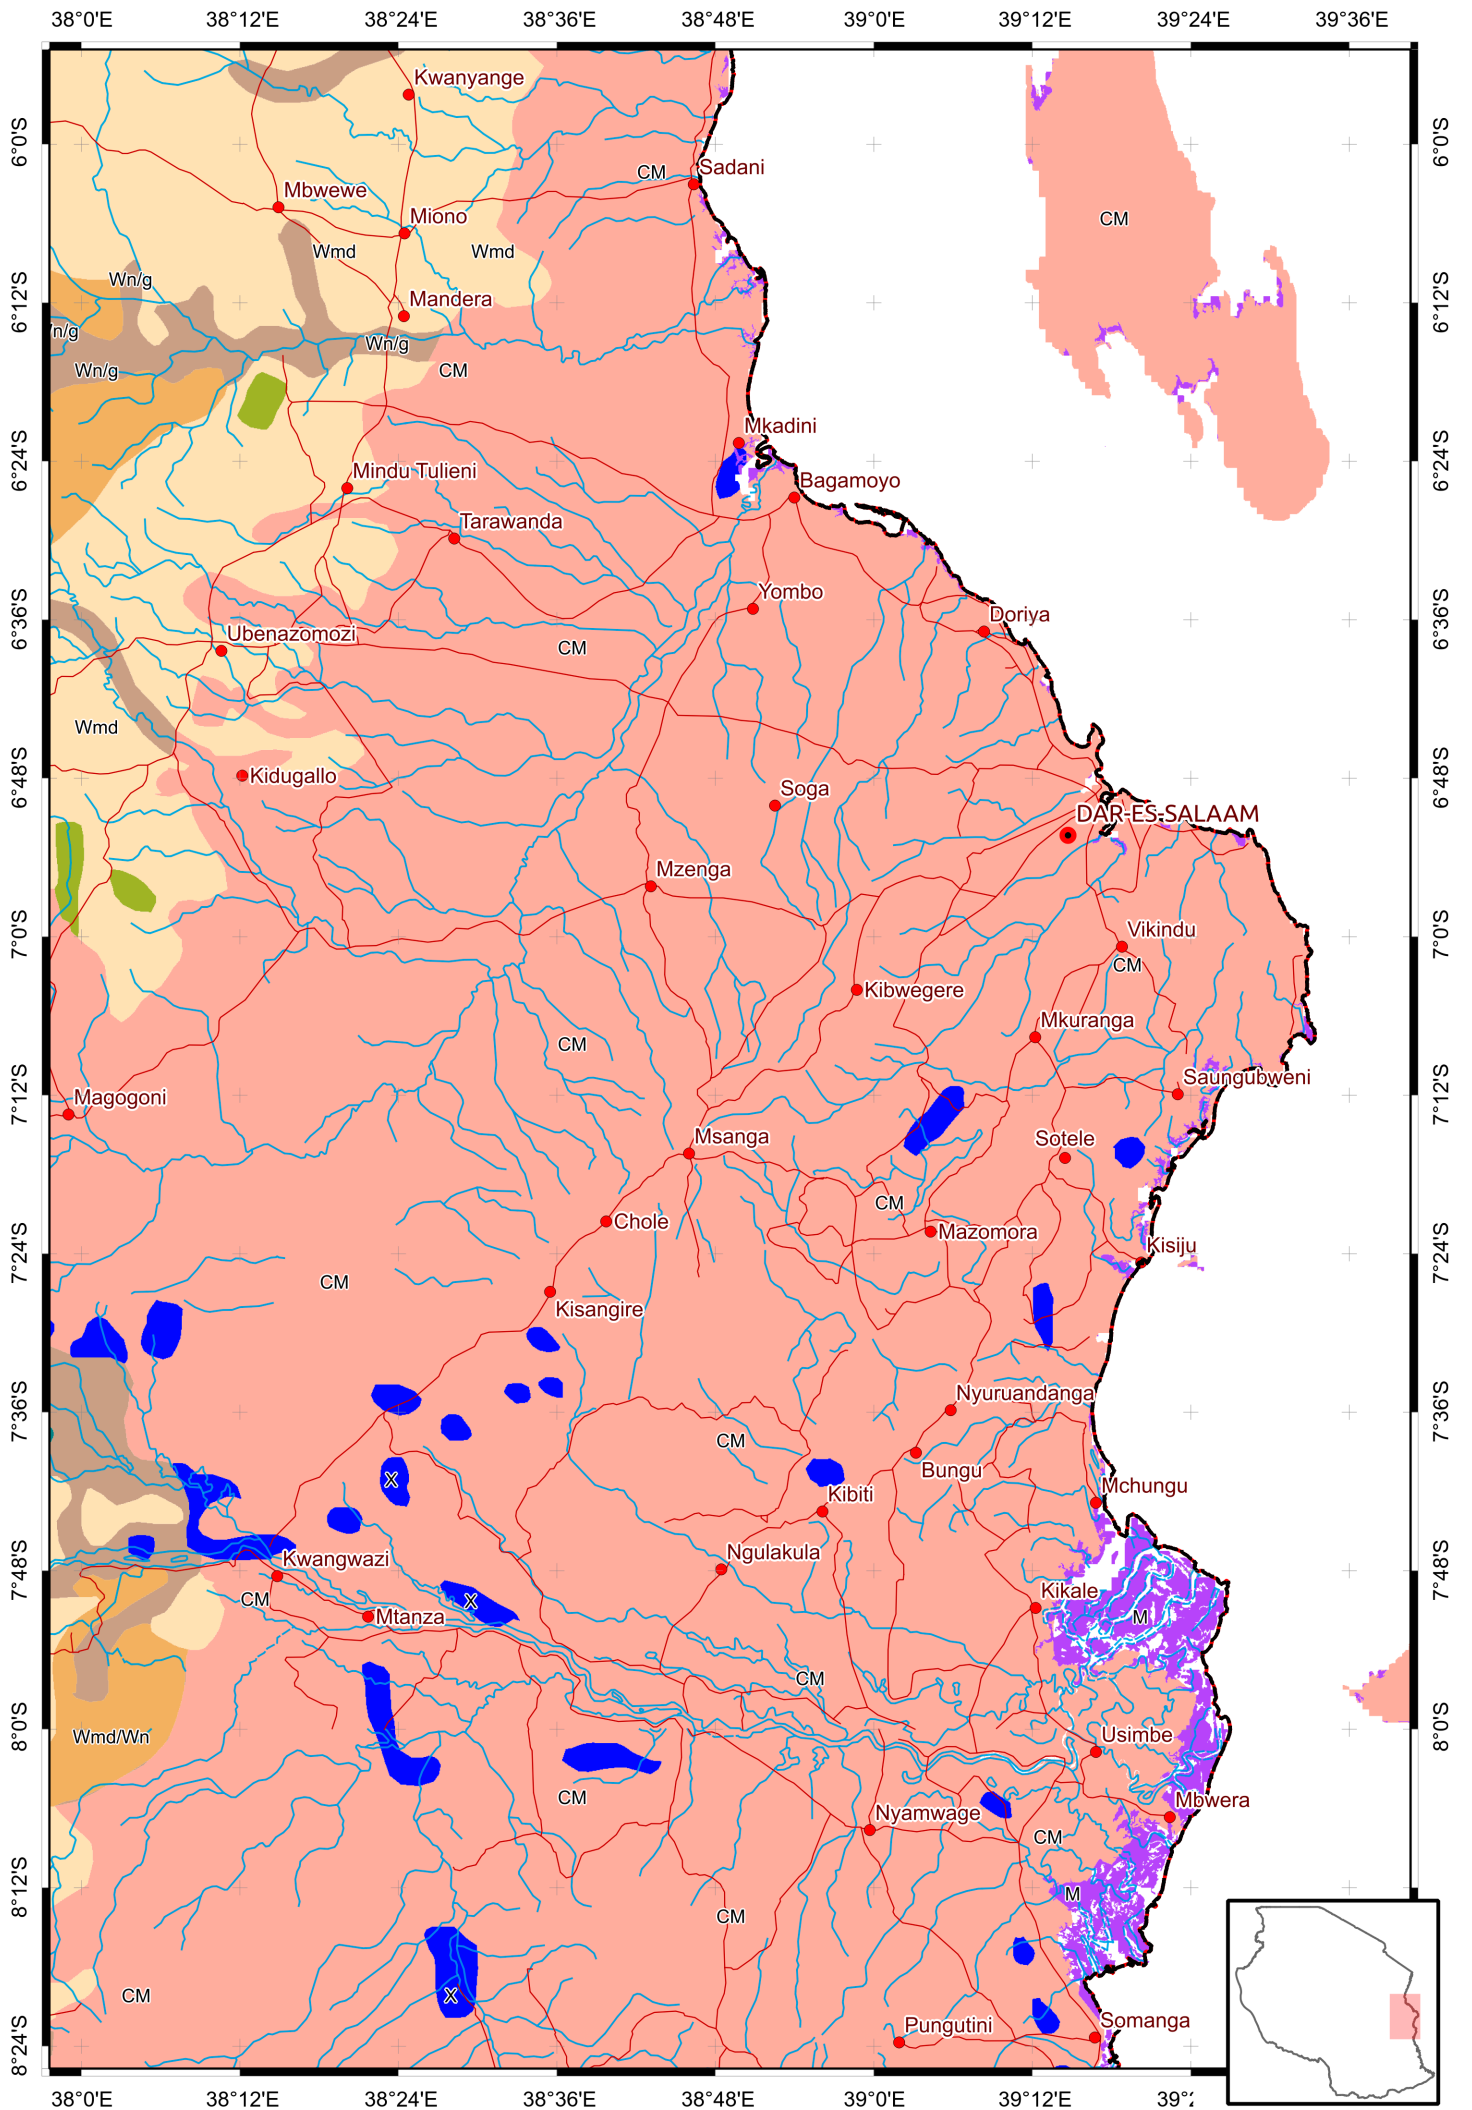 38°0'E 38°12'E 38°24'E 38°36'E 38°48'E 39°0'E 39°12'E 39°24'E 39°36'E
Kwanyange
6°0'S 6°0'S
Sadani
CM
Mbwewe
Miono
CM
Wmd Wmd
Wn/g
Mandera
6°12'S 6°12'S
n/g
Wn/g
Wn/g
CM
Mkadini
6°24'S 6°24'S
Mindu Tulieni
Bagamoyo
Tarawanda
Yombo
Doriya
6°36'S 6°36'S
Ubenazomozi
CM
Wmd
Kidugallo
6°48'S 6°48'S
Soga
DAR-ES-SALAAM
Mzenga
Vikindu
7°0'S 7°0'S
CM
Kibwegere
Mkuranga
CM
Saungubweni
Magogoni
7°12'S 7°12'S
Msanga
Sotele
CM
Chole
Mazomora
Kisiju
7°24'S 7°24'S
CM
Kisangire
Nyuruandanga
7°36'S 7°36'S
CM
Bungu
X
Mchungu
Kibiti
Ngulakula
Kwangwazi
7°48'S 7°48'S
Kikale
CM
X
Mtanza
M
CM
Wmd/Wn
8°0'S 8°0'S
Usimbe
CM
Mbwera
Nyamwage
CM
8°12'S
M
CM
CM
X
Pungutini
Somanga
8°24'S
38°0'E 38°12'E 38°24'E 38°36'E 38°48'E 39°0'E 39°12'E 39°2